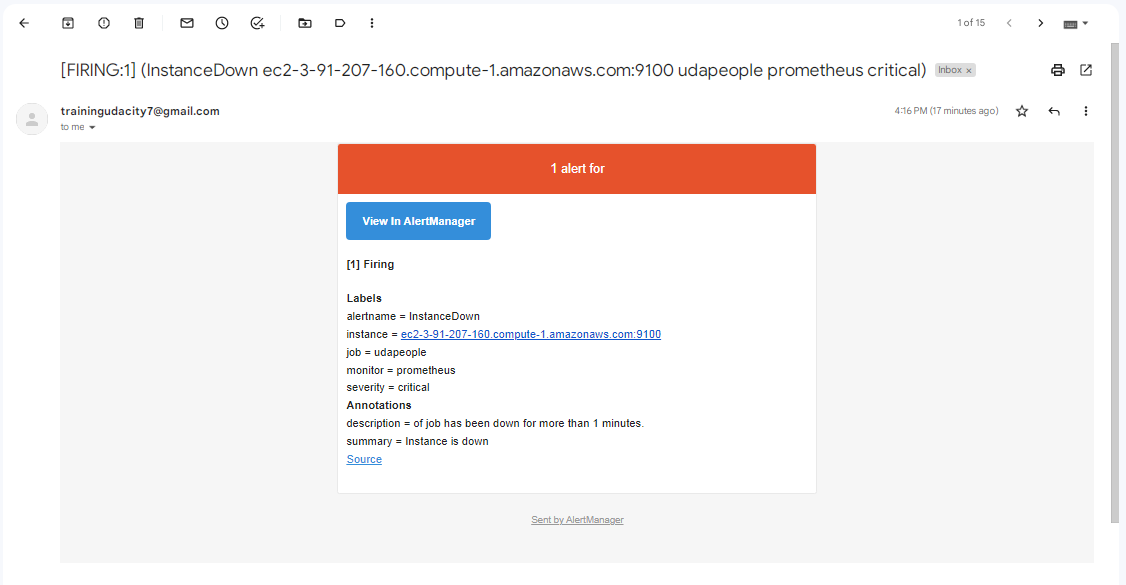 1 of 15
[FIRING:1] (InstanceDown ec2-3-91-207-160.compute-1.amazonaws.com:9100 udapeople prometheus critical) Inbox ×
trainingudacity7@gmail.com 4:16 PM (17 minutes ago)
to me
1 alert for
View In AlertManager
[1] Firing
Labels
alertname = InstanceDown
instance = ec2-3-91-207-160.compute-1.amazonaws.com:9100
job = udapeople
monitor = prometheus
severity = critical
Annotations
description = of job has been down for more than 1 minutes.
summary = Instance is down
Source
Sent by AlertManager